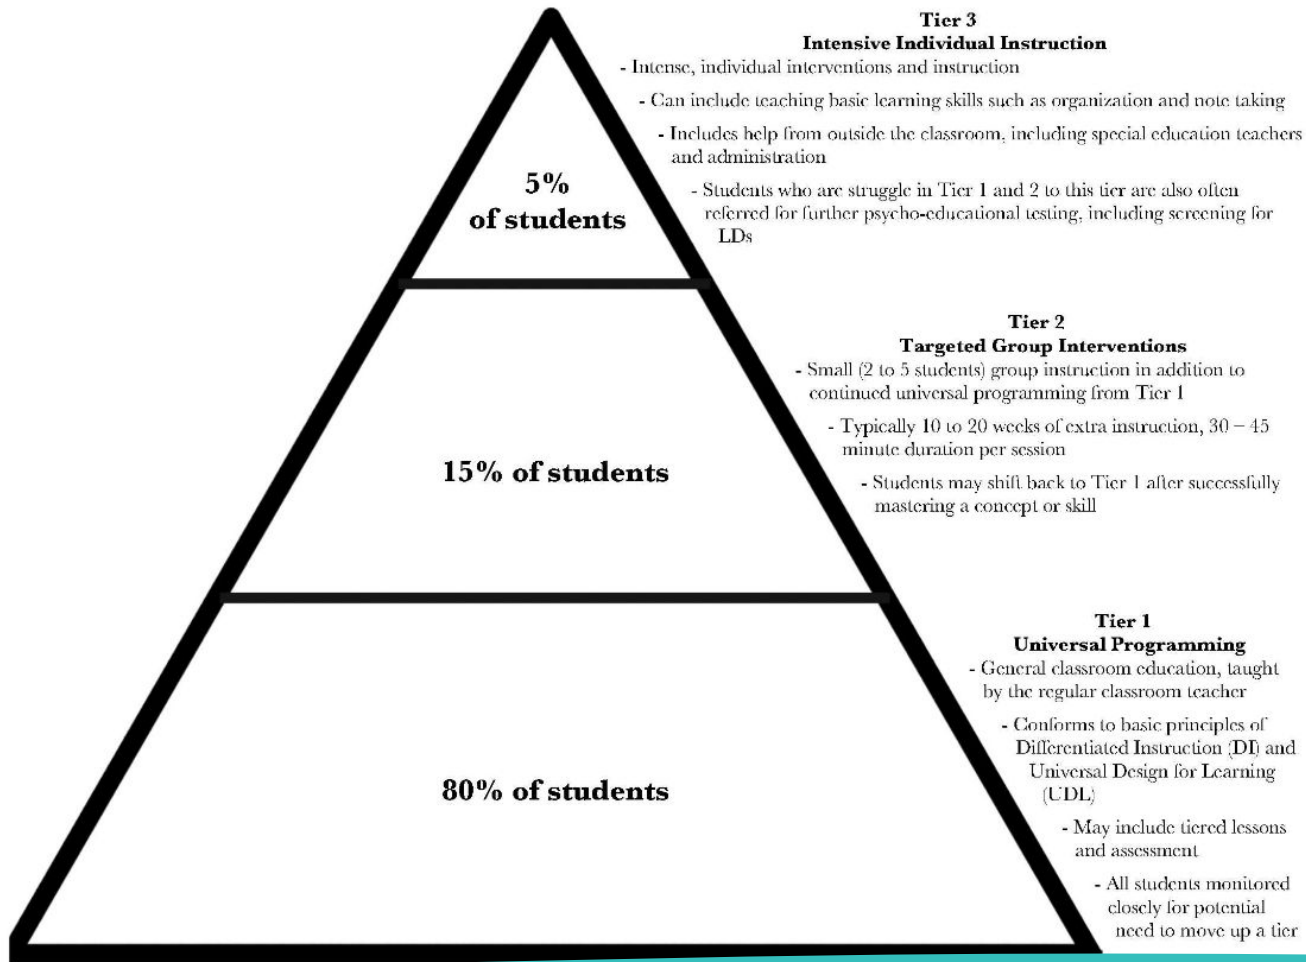 Tier 3
Intensive Individual Instruction
- Intense, individual interventions and instruction
- Can include teaching basic learning skills such as organization and note taking
- Includes help from outside the classroom, including special education teachers
and administration
- Students who are struggle in Tier 1 and 2 to this tier are also often
referred for further psycho-educational testing, including screening for
LDs
5%
of students
Tier 2
Targeted Group Interventions
- Small (2 to 5 students) group instruction in addition to
continued universal programming from Tier 1
- Typically 10 to 20 weeks of extra instruction, 30 – 45
minute duration per session
- Students may shift back to Tier 1 after successfully
mastering a concept or skill
15% of students
Tier 1
Universal Programming
- General classroom education, taught
by the regular classroom teacher
- Conforms to basic principles of
Differentiated Instruction (DI) and
Universal Design for Learning
(UDL)
- May include tiered lessons
and assessment
- All students monitored
closely for potential
need to move up a tier
80% of students